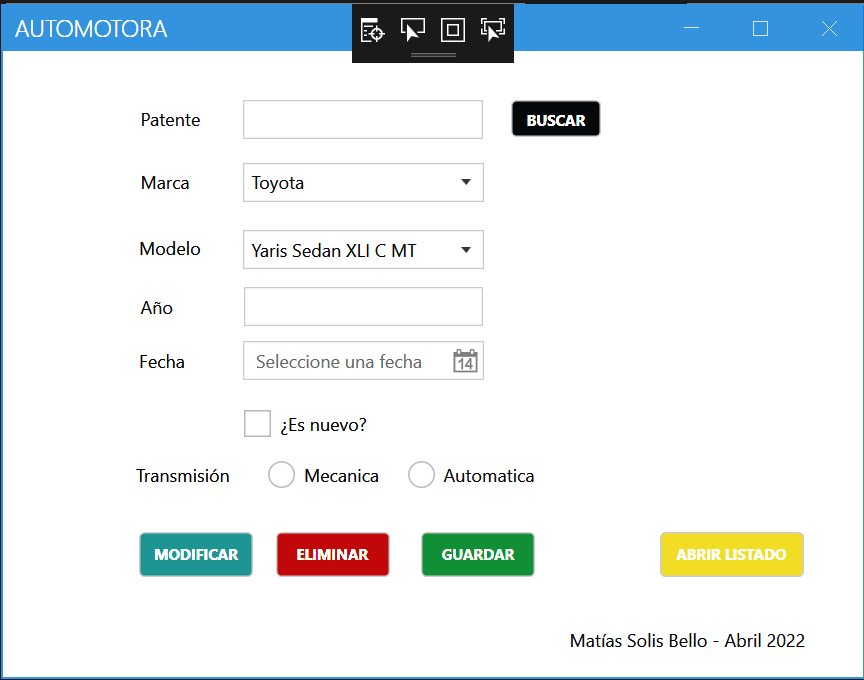 AUTOMOTORA
Patente
BUSCAR
Marca
Toyota
Modelo
Yaris Sedan XLI C MT
Año
Fecha
Seleccione una fecha
14
¿Es nuevo?
Transmisión
Mecanica
Automatica
MODIFICAR
ELIMINAR
GUARDAR
ABRIR LISTADO
Matías Solis Bello - Abril 2022